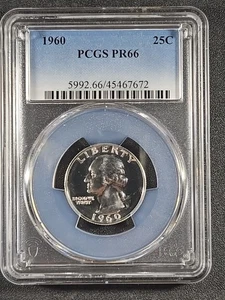 1960 25C
PCGS PR66
5992.66/45467672
LIBERTY
IN GOD WE TRUST
1960